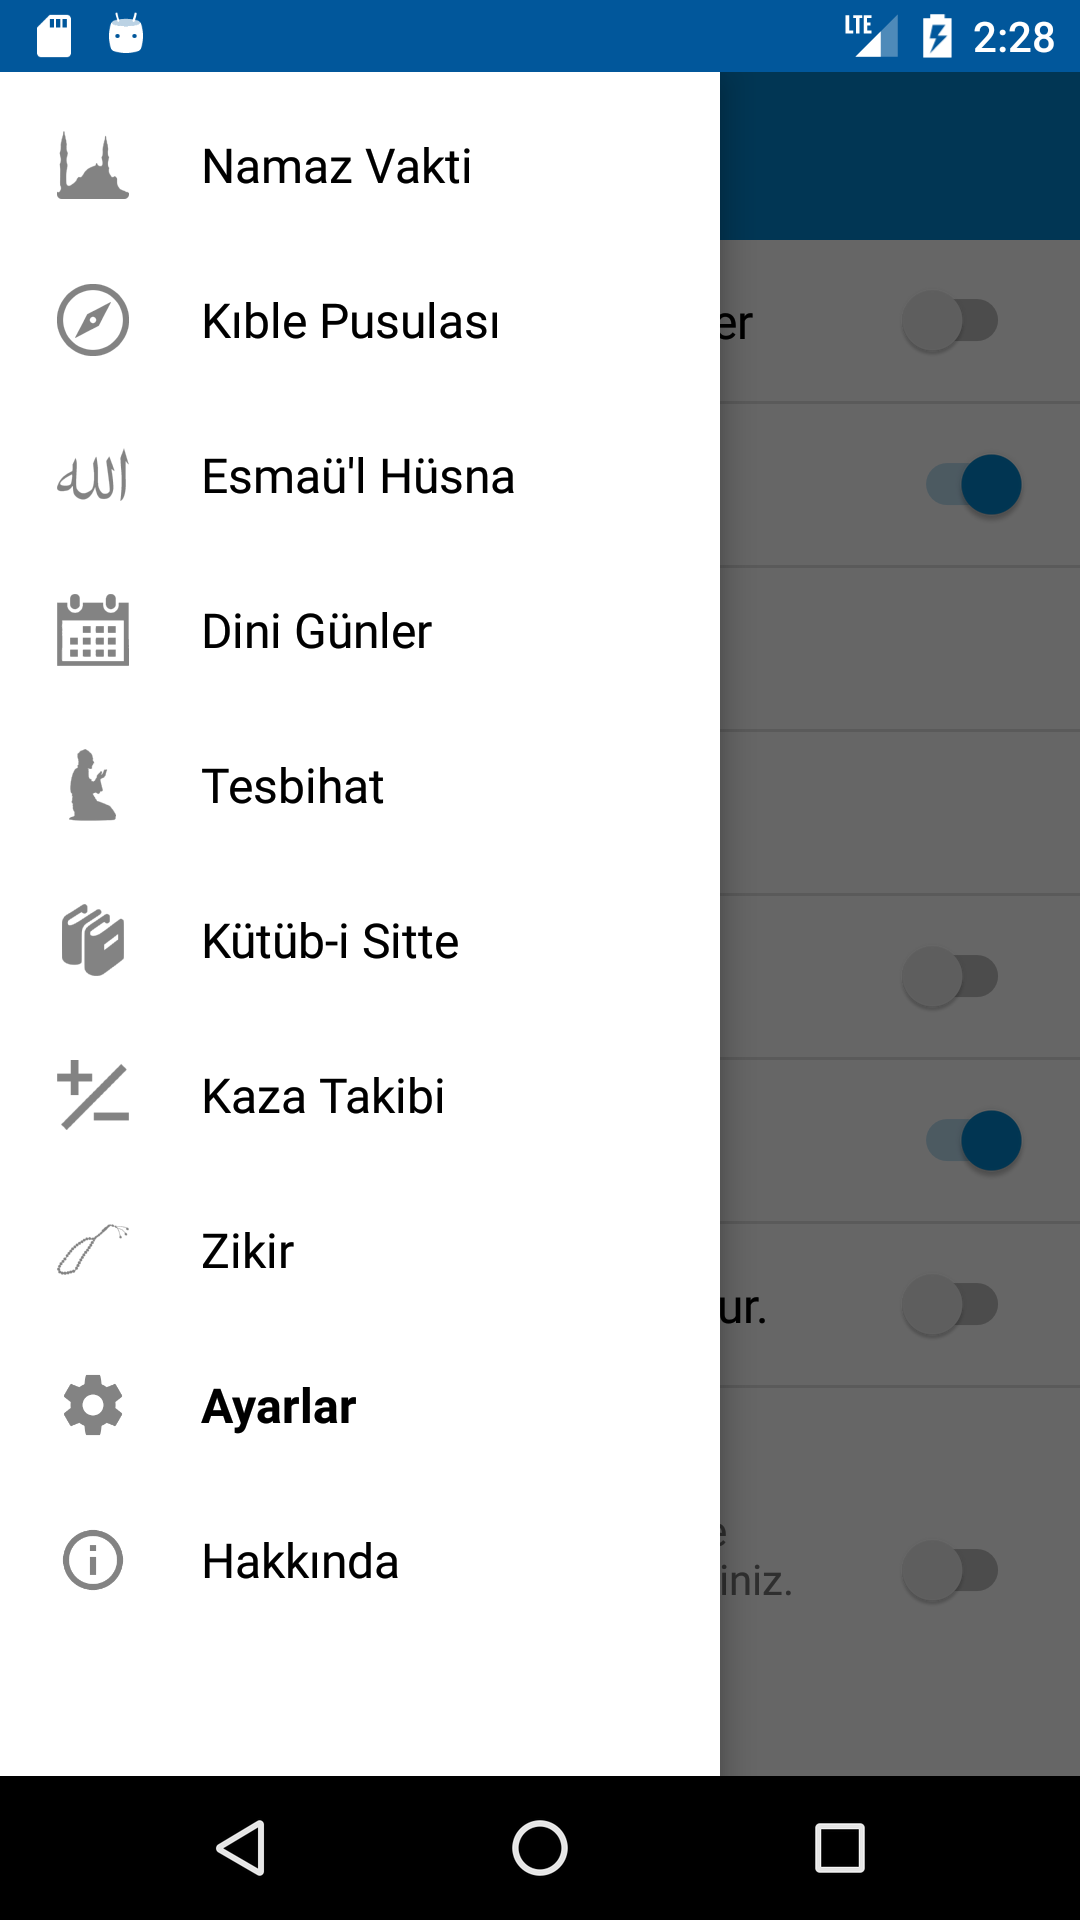 LTE 2:28
Namaz Vakti
Kıble Pusulası
er
الله
Esmaü'l Hüsna
Dini Günler
Tesbihat
Kütüb-i Sitte
Kaza Takibi
Zikir
ur.
Ayarlar
e
Hakkında
iniz.